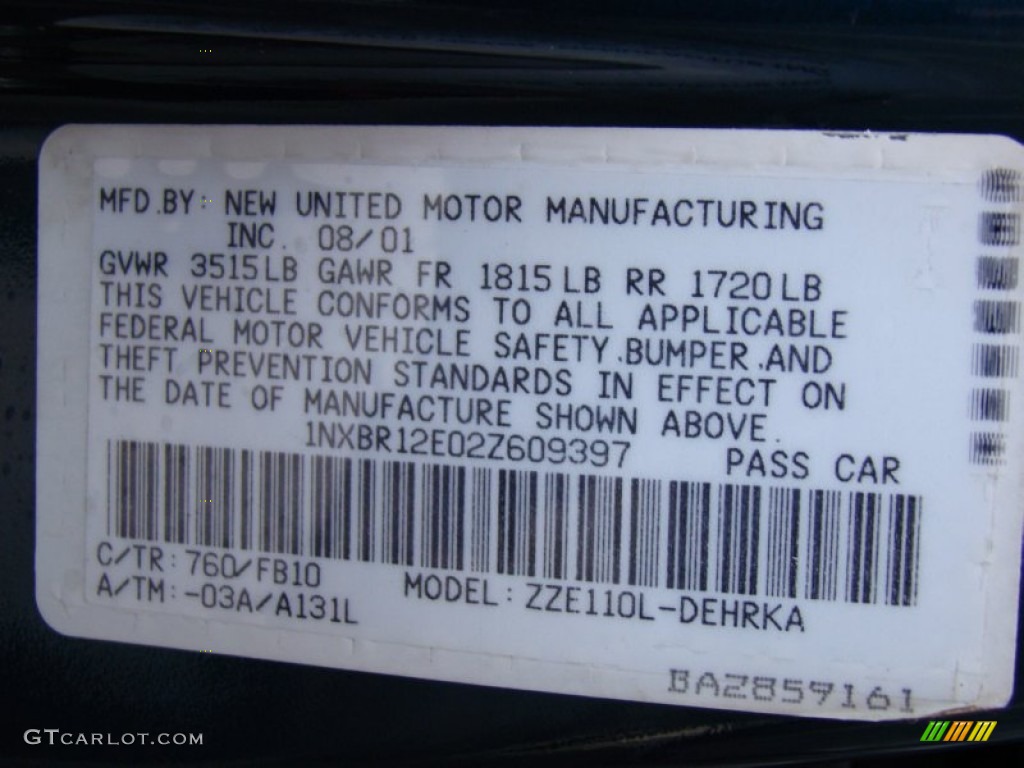 MFD.BY: NEW UNITED MOTOR MANUFACTURING
INC. 08/01
GVWR 3515LB GAWR FR 1815LB RR 1720LB
THIS VEHICLE CONFORMS TO ALL APPLICABLE
FEDERAL MOTOR VEHICLE SAFETY,BUMPER,AND
THEFT PREVENTION STANDARDS IN EFFECT ON
THE DATE OF MANUFACTURE SHOWN ABOVE.
1NXBR12E02Z609397 PASS CAR
C/TR: 760/FB10
A/TM: -03A/A131L MODEL: ZZE110L-DEHRKA
BA2859161
GTCARLOT.COM